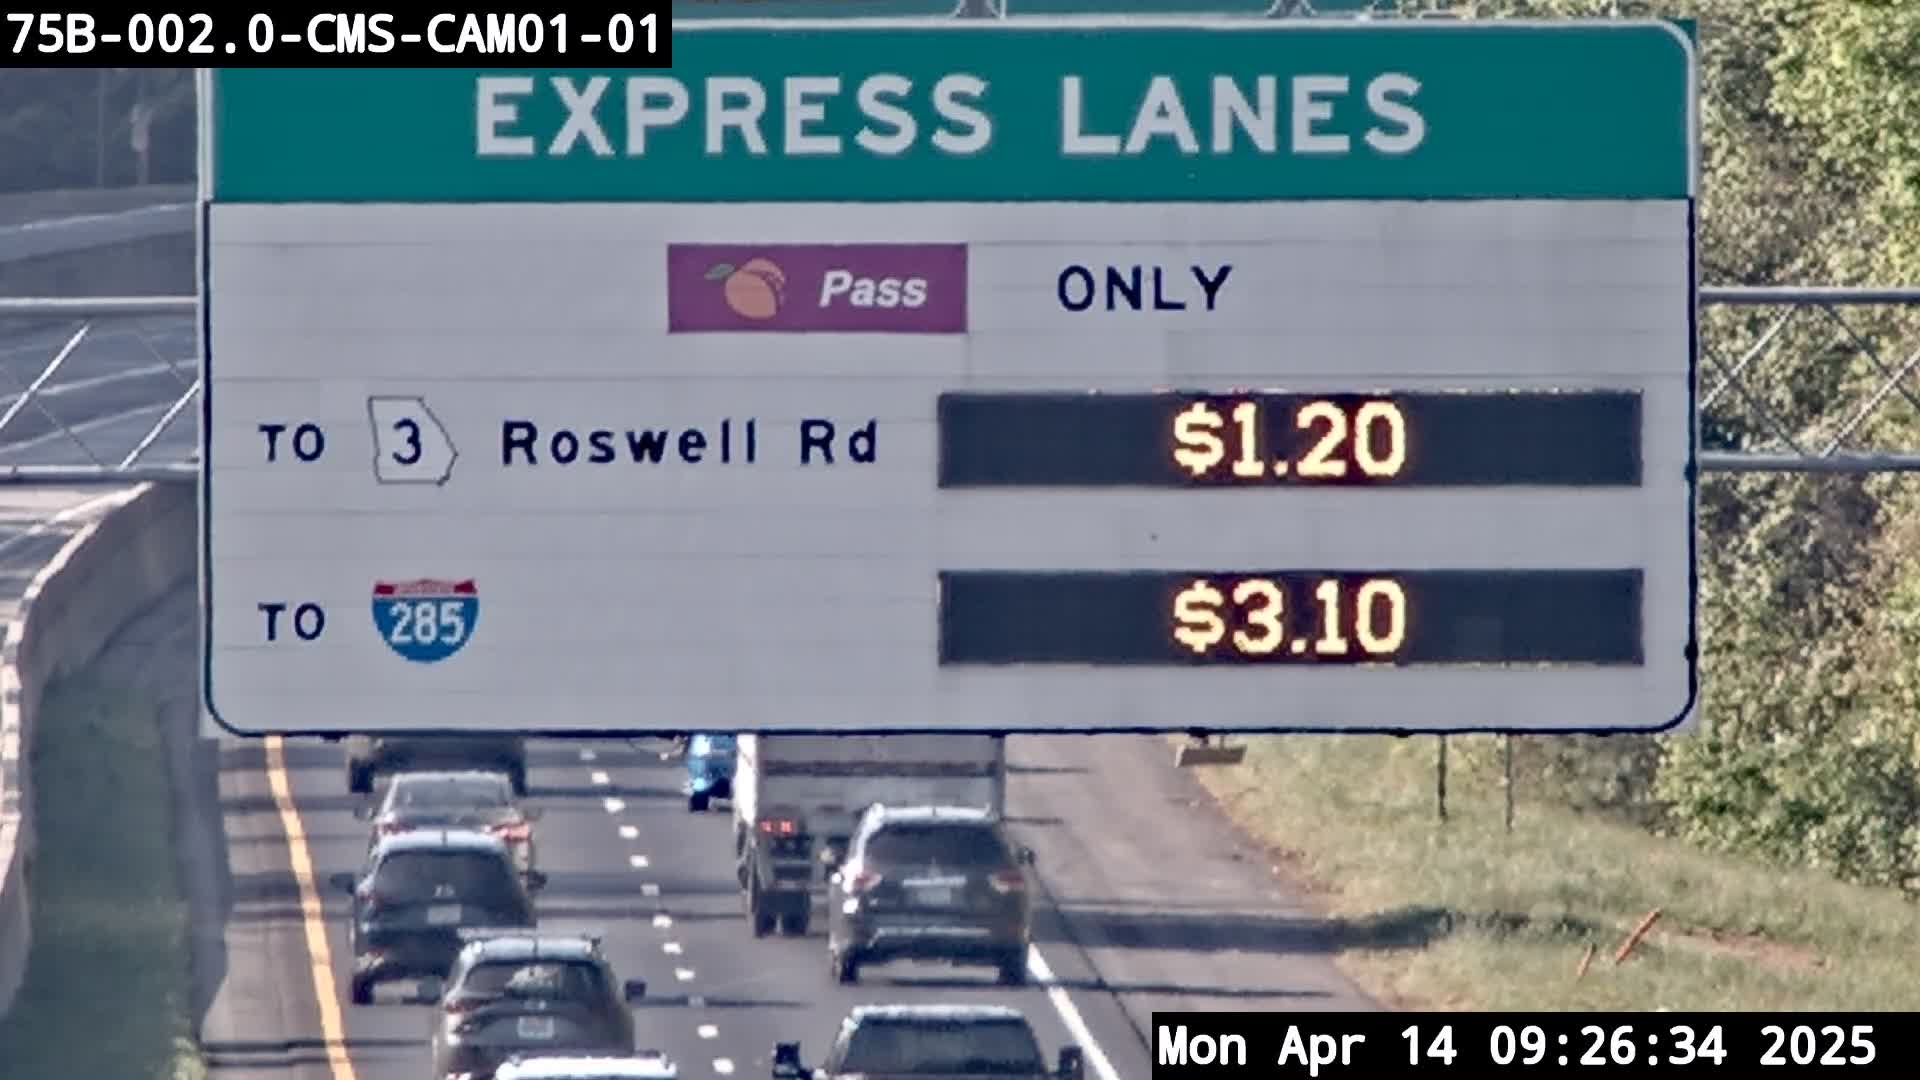 75B-002.0-CMS-CAM01-01
EXPRESS LANES
Pass ONLY
TO 3 Roswell Rd $1.20
TO 285 $3.10
Mon Apr 14 09:26:34 2025